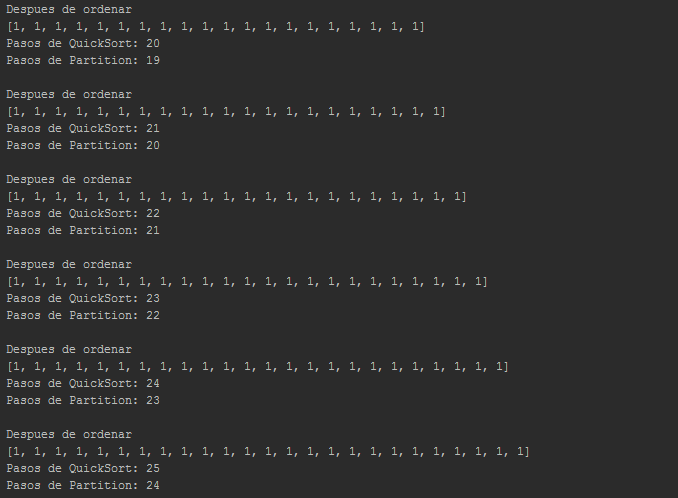 Despues de ordenar
[1, 1, 1, 1, 1, 1, 1, 1, 1, 1, 1, 1, 1, 1, 1, 1, 1, 1, 1, 1]
Pasos de QuickSort: 20
Pasos de Partition: 19
Despues de ordenar
[1, 1, 1, 1, 1, 1, 1, 1, 1, 1, 1, 1, 1, 1, 1, 1, 1, 1, 1, 1, 1]
Pasos de QuickSort: 21
Pasos de Partition: 20
Despues de ordenar
[1, 1, 1, 1, 1, 1, 1, 1, 1, 1, 1, 1, 1, 1, 1, 1, 1, 1, 1, 1, 1, 1]
Pasos de QuickSort: 22
Pasos de Partition: 21
Despues de ordenar
[1, 1, 1, 1, 1, 1, 1, 1, 1, 1, 1, 1, 1, 1, 1, 1, 1, 1, 1, 1, 1, 1, 1]
Pasos de QuickSort: 23
Pasos de Partition: 22
Despues de ordenar
[1, 1, 1, 1, 1, 1, 1, 1, 1, 1, 1, 1, 1, 1, 1, 1, 1, 1, 1, 1, 1, 1, 1, 1]
Pasos de QuickSort: 24
Pasos de Partition: 23
Despues de ordenar
[1, 1, 1, 1, 1, 1, 1, 1, 1, 1, 1, 1, 1, 1, 1, 1, 1, 1, 1, 1, 1, 1, 1, 1, 1]
Pasos de QuickSort: 25
Pasos de Partition: 24